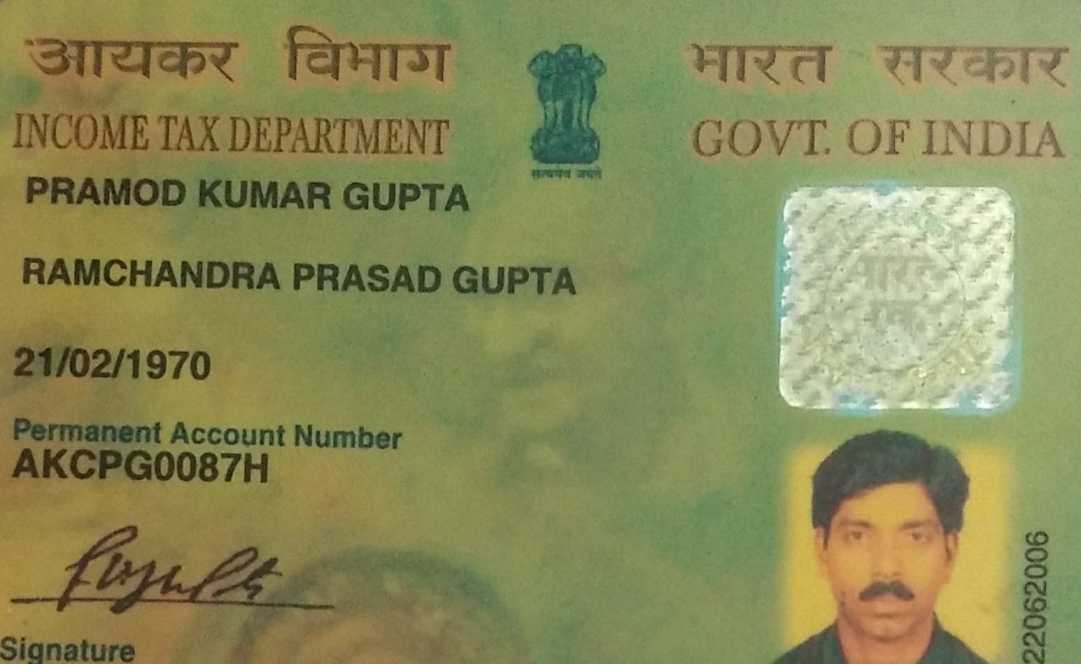 आयकर विभाग
भारत सरकार
INCOME TAX DEPARTMENT
GOVT. OF INDIA
सत्यमेव जयते
PRAMOD KUMAR GUPTA
RAMCHANDRA PRASAD GUPTA
21/02/1970
Permanent Account Number
AKCPG0087H
Signature
22062006
भारत